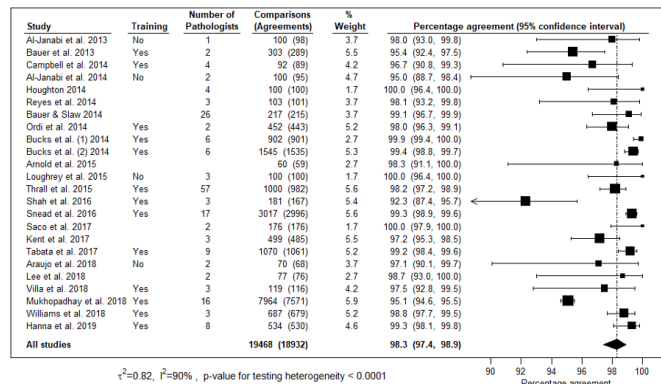 Number of %
Study Training Pathologists Comparisons (Agreements) Weight Percentage agreement (95% confidence interval)
Al-Janabi et al. 2013 No 1 100 (98) 3.7 98.0 (93.0, 99.8)
Bauer et al. 2013 Yes 2 303 (289) 5.5 95.4 (92.4, 97.5)
Campbell et al. 2014 Yes 4 92 (89) 4.2 96.7 (90.8, 99.3)
Al-Janabi et al. 2014 No 2 100 (95) 4.7 95.0 (88.7, 98.4)
Houghton 2014 4 100 (100) 1.7 100.0 (96.4, 100.0)
Reyes et al. 2014 3 103 (101) 3.7 98.1 (93.2, 99.8)
Bauer & Slaw 2014 26 217 (215) 3.7 99.1 (96.7, 99.9)
Ordi et al. 2014 Yes 2 452 (443) 5.2 98.0 (96.3, 99.1)
Bucks et al. (1) 2014 Yes 6 902 (901) 2.7 99.9 (99.4, 100.0)
Bucks et al. (2) 2014 Yes 6 1545 (1535) 5.3 99.4 (98.8, 99.7)
Arnold et al. 2015 60 (59) 2.7 98.3 (91.1, 100.0)
Loughrey et al. 2015 No 3 100 (100) 1.7 100.0 (96.4, 100.0)
Thrall et al. 2015 Yes 57 1000 (982) 5.5 98.2 (97.2, 98.9)
Shah et al. 2016 Yes 3 181 (167) 5.4 92.3 (87.4, 95.7)
Snead et al. 2016 Yes 17 3017 (2996) 5.6 99.3 (98.9, 99.6)
Saco et al. 2017 2 176 (176) 1.7 100.0 (97.9, 100.0)
Kent et al. 2017 3 499 (485) 5.4 97.2 (95.3, 98.5)
Tabata et al. 2017 Yes 9 1070 (1061) 5.2 99.2 (98.4, 99.6)
Araujo et al. 2018 No 2 70 (68) 3.7 97.1 (90.1, 99.7)
Lee et al. 2018 2 77 (76) 2.7 98.7 (93.0, 100.0)
Villa et al. 2018 Yes 3 119 (116) 4.2 97.5 (92.8, 99.5)
Mukhopadhay et al. 2018 Yes 16 7964 (7571) 5.7 95.1 (94.6, 95.5)
Williams et al. 2018 Yes 3 687 (679) 5.2 98.8 (97.7, 99.5)
Hanna et al. 2019 Yes 8 534 (530) 4.6 99.3 (98.1, 99.8)
All studies 19468 (18932) 98.3 (97.4, 98.9)
90 92 94 96 98 100
τ²=0.82, I²=90% , p-value for testing heterogeneity < 0.0001
Percentage agreement